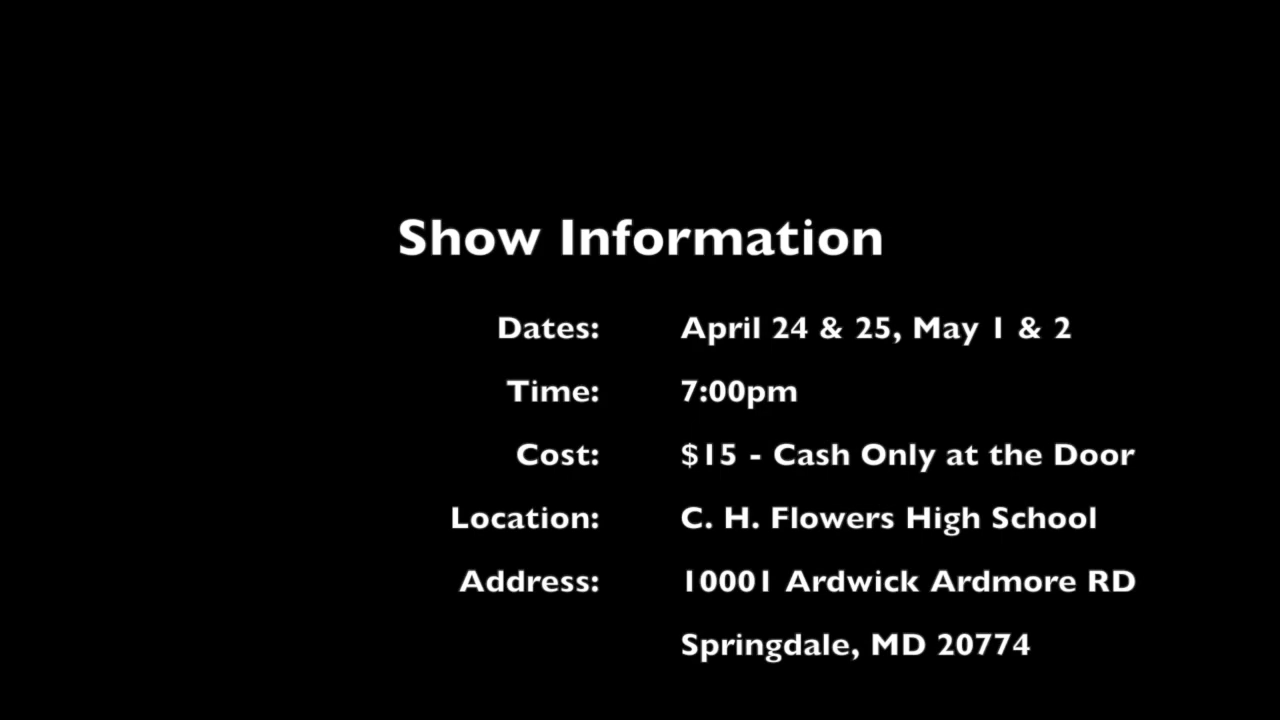 Show Information
Dates: April 24 & 25, May 1 & 2
Time: 7:00pm
Cost: $15 - Cash Only at the Door
Location: C. H. Flowers High School
Address: 10001 Ardwick Ardmore RD
Springdale, MD 20774